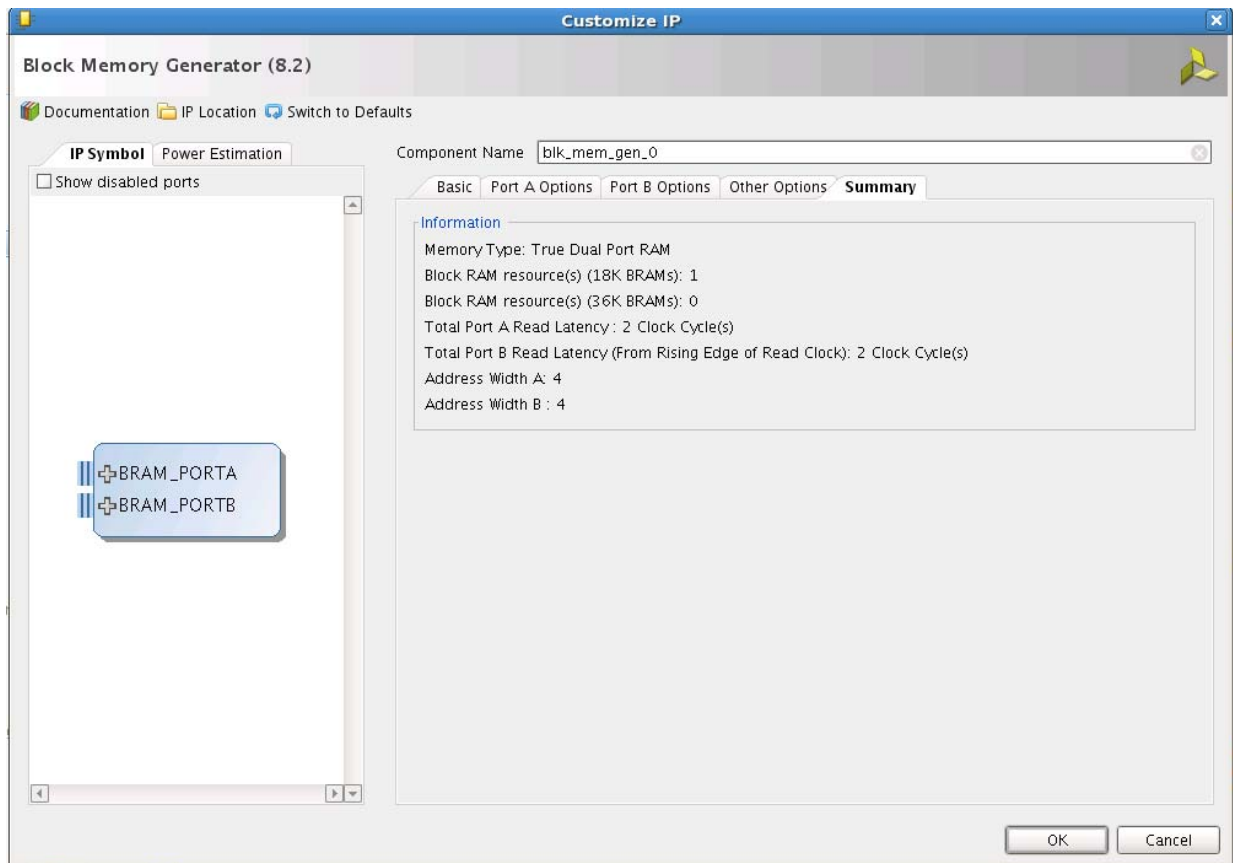 Customize IP
Block Memory Generator (8.2)
Documentation IP Location Switch to Defaults
IP Symbol Power Estimation
Show disabled ports
BRAM_PORTA
BRAM_PORTB
Component Name blk_mem_gen_0
Basic Port A Options Port B Options Other Options Summary
Information
Memory Type: True Dual Port RAM
Block RAM resource(s) (18K BRAMs): 1
Block RAM resource(s) (36K BRAMs): 0
Total Port A Read Latency : 2 Clock Cycle(s)
Total Port B Read Latency (From Rising Edge of Read Clock): 2 Clock Cycle(s)
Address Width A: 4
Address Width B : 4
OK Cancel